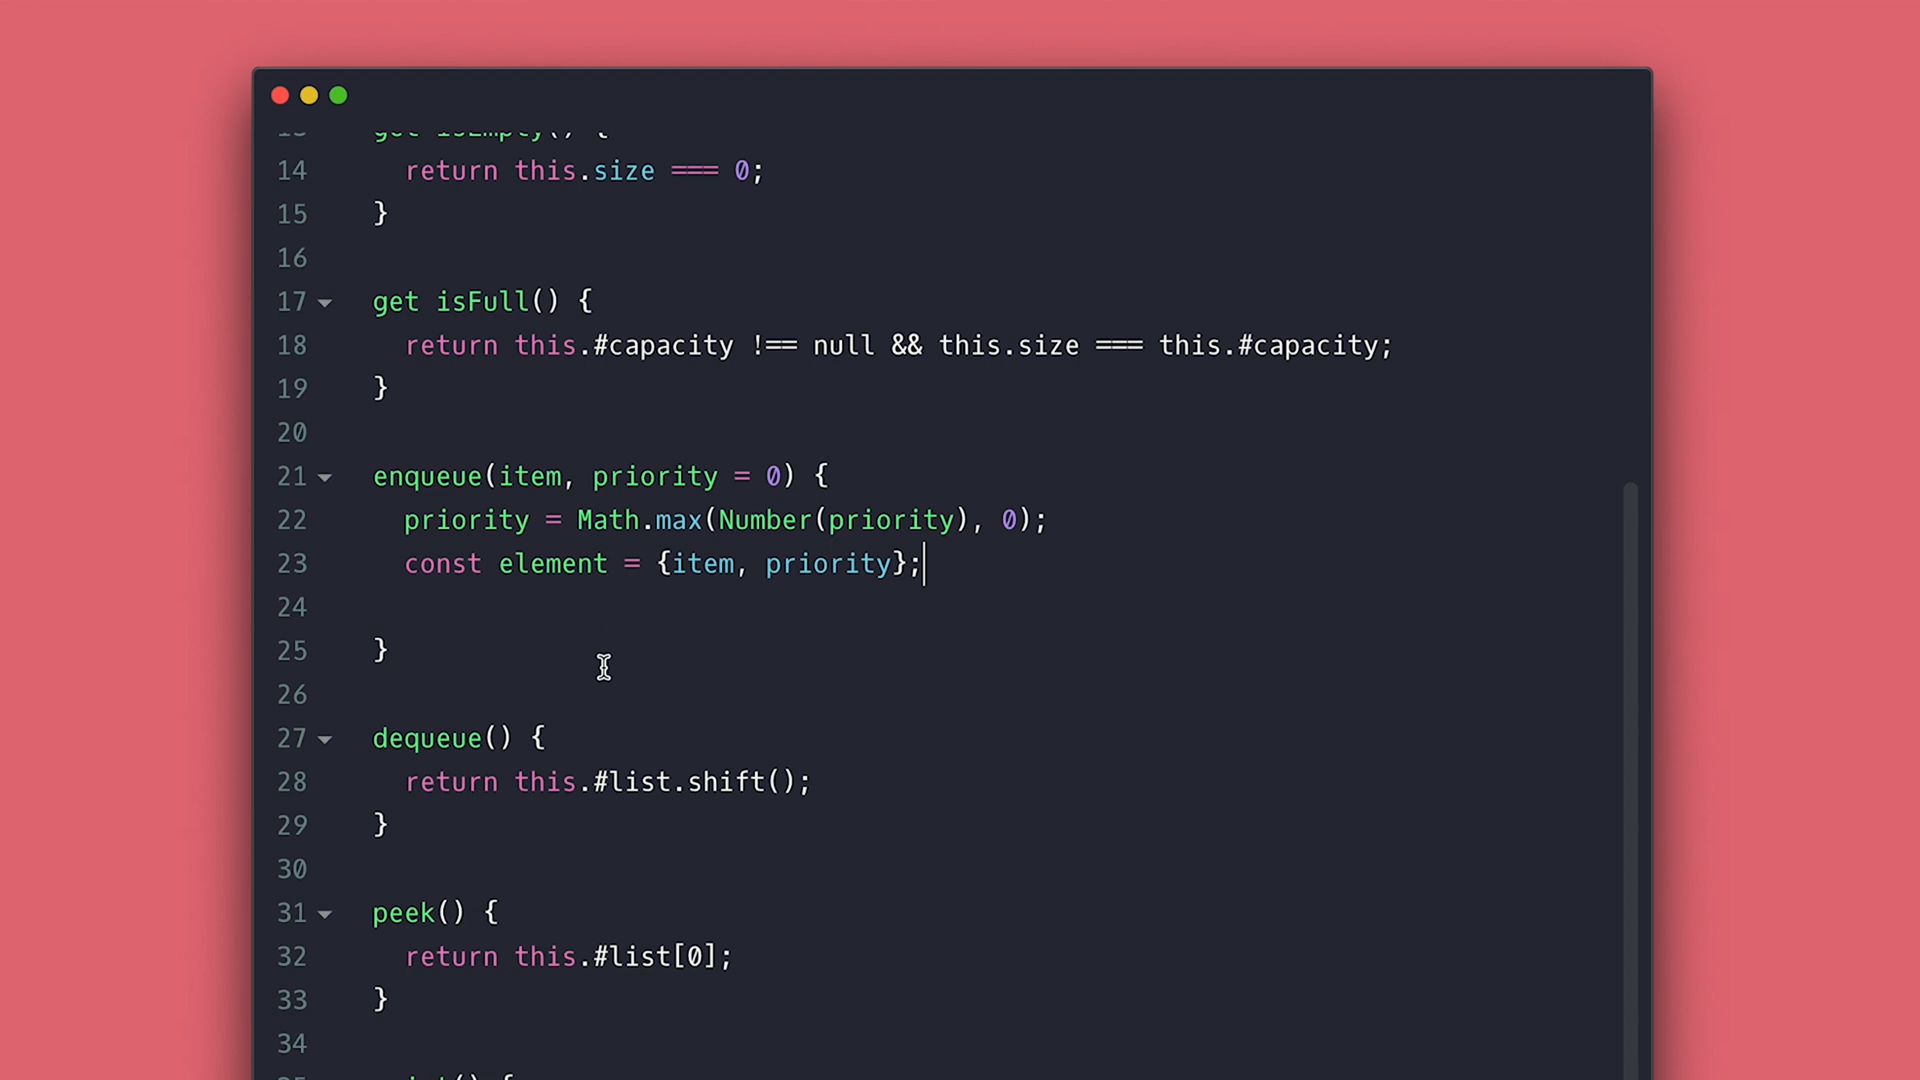 get isEmpty() {
14 return this.size === 0;
15 }
16
17 get isFull() {
18 return this.#capacity !== null && this.size === this.#capacity;
19 }
20
21 enqueue(item, priority = 0) {
22 priority = Math.max(Number(priority), 0);
23 const element = {item, priority};
24
25 }
26
27 dequeue() {
28 return this.#list.shift();
29 }
30
31 peek() {
32 return this.#list[0];
33 }
34